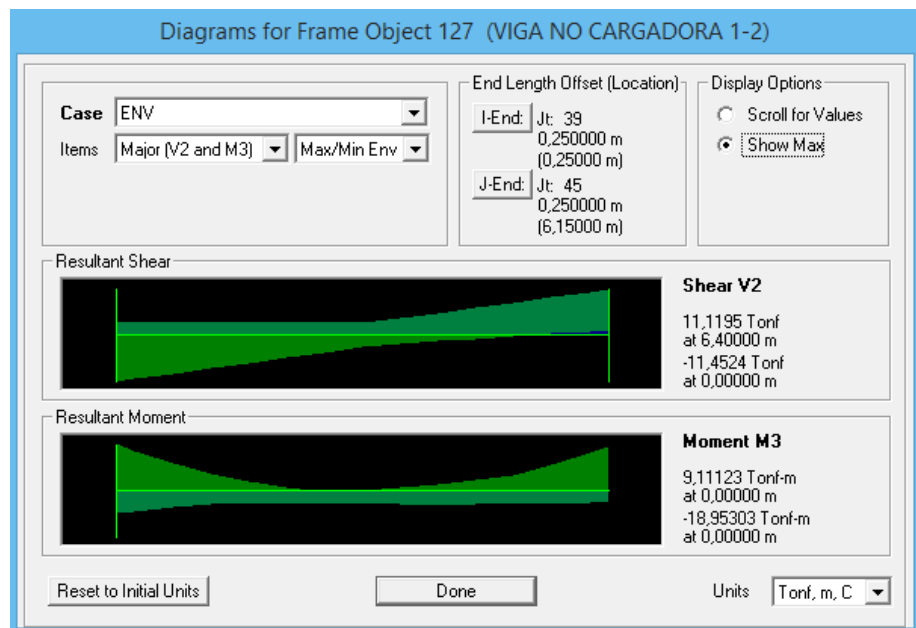 Diagrams for Frame Object 127 (VIGA NO CARGADORA 1-2)
Case ENV
Items Major (V2 and M3) Max/Min Env
End Length Offset (Location)
I-End: Jt: 39
0,250000 m
(0,25000 m)
J-End: Jt: 45
0,250000 m
(6,15000 m)
Display Options
Scroll for Values
Show Max
Resultant Shear
Shear V2
11,1195 Tonf
at 6,40000 m
-11,4524 Tonf
at 0,00000 m
Resultant Moment
Moment M3
9,11123 Tonf-m
at 0,00000 m
-18,95303 Tonf-m
at 0,00000 m
Reset to Initial Units
Done
Units Tonf, m, C